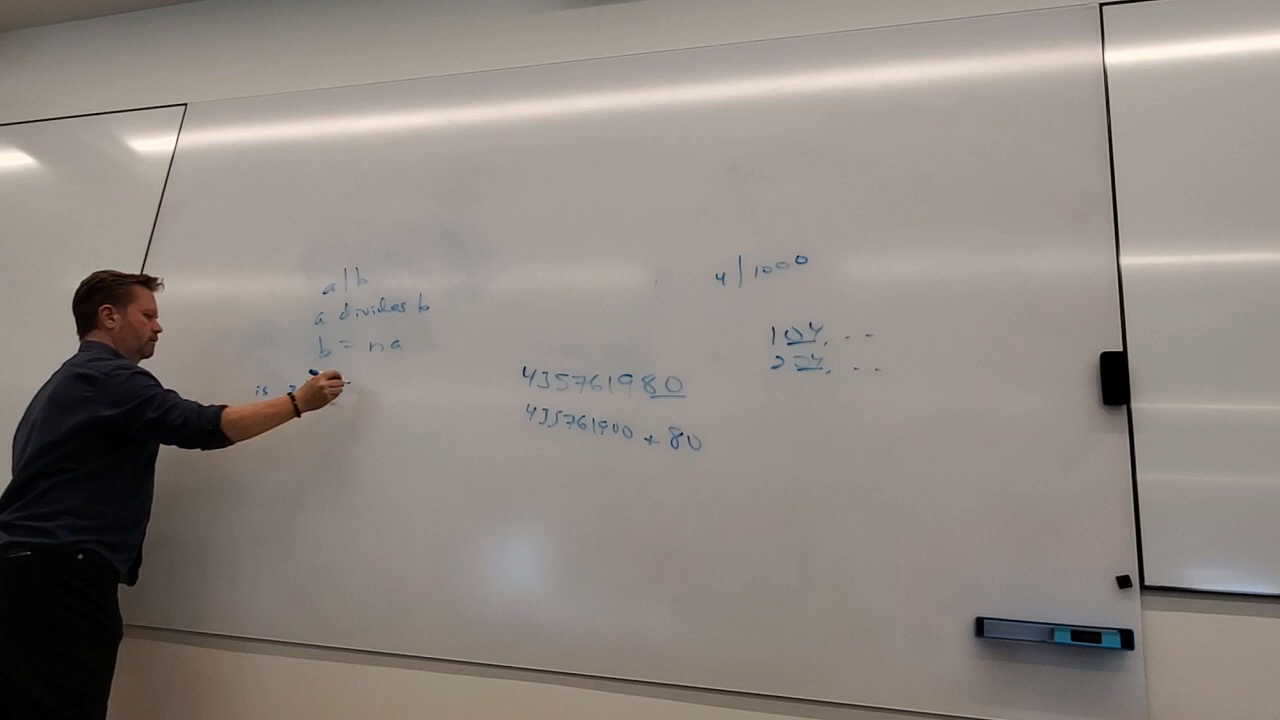 a|b
a divides b
b = na
is
435761980
435761900 + 80
4|1000
104, ...
204, ...